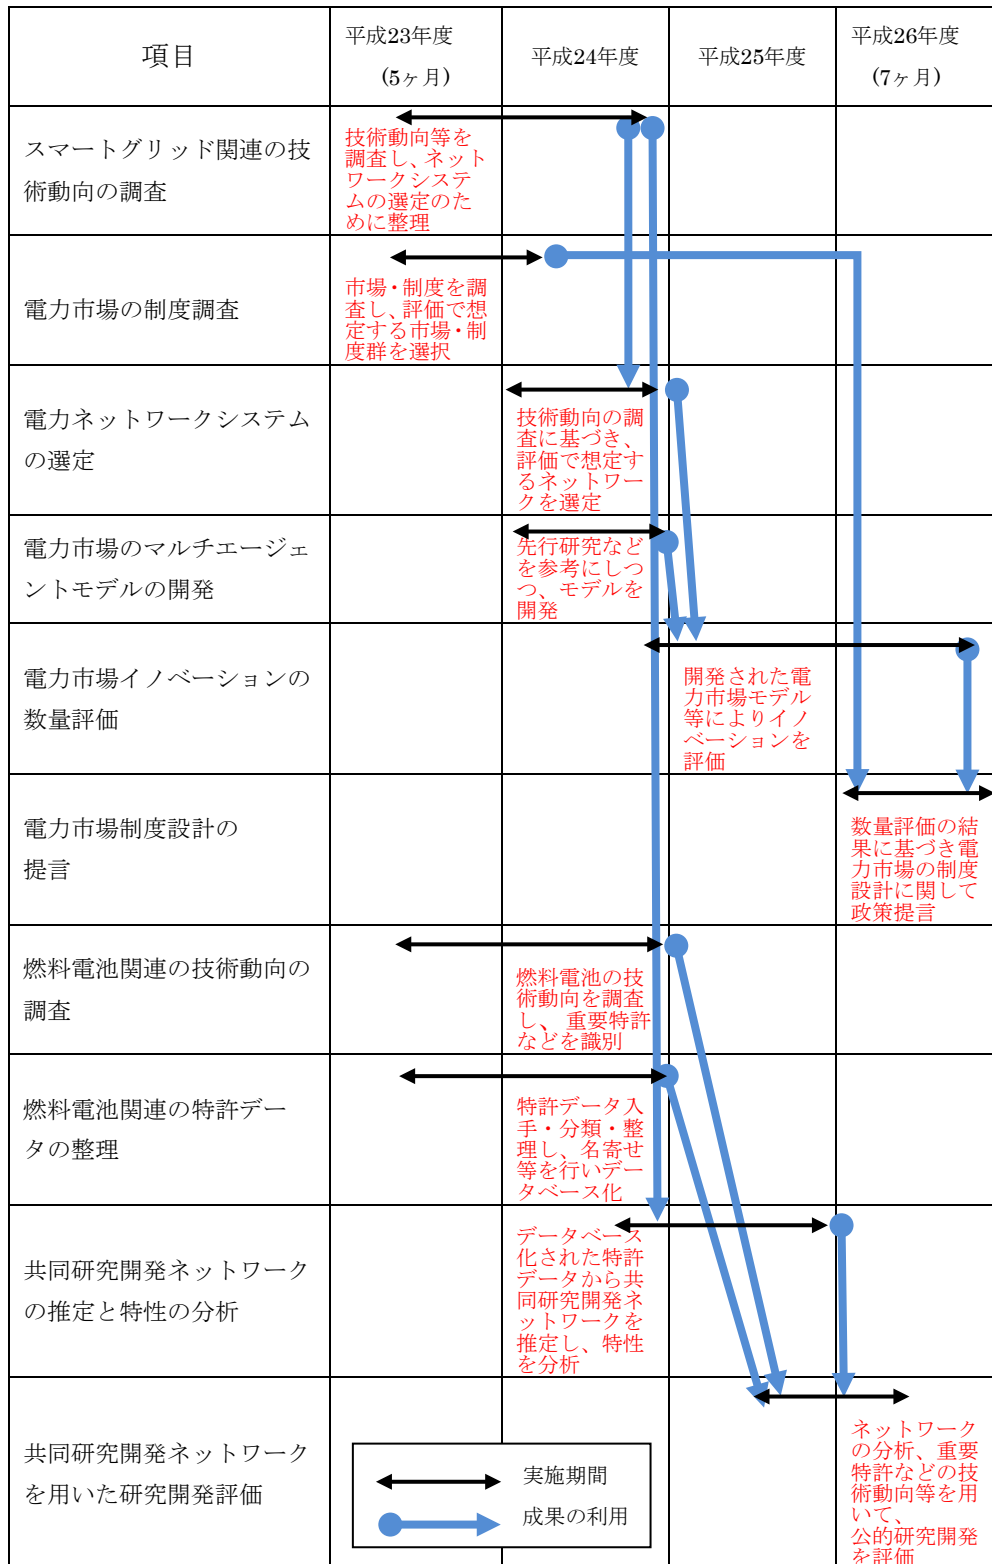 項目
平成23年度
(5ヶ月)
平成24年度
平成25年度
平成26年度
(7ヶ月)
スマートグリッド関連の技
術動向の調査
技術動向等を
調査し、ネット
ワークシステ
ムの選定のた
めに整理
電力市場の制度調査
市場・制度を調
査し、評価で想
定する市場・制
度群を選択
電力ネットワークシステム
の選定
技術動向の調
査に基づき、
評価で想定す
るネットワー
クを選定
電力市場のマルチエージェ
ントモデルの開発
先行研究など
を参考にしつ
つ、モデルを
開発
電力市場イノベーションの
数量評価
開発された電
力市場モデル
等によりイノ
ベーションを
評価
電力市場制度設計の
提言
数量評価の結
果に基づき電
力市場の制度
設計に関して
政策提言
燃料電池関連の技術動向の
調査
燃料電池の技
術動向を調査
し、重要特許
などを識別
燃料電池関連の特許デー
タの整理
特許データ入
手・分類・整
理し、名寄せ
等を行いデー
タベース化
共同研究開発ネットワーク
の推定と特性の分析
データベース
化された特許
データから共
同研究開発ネ
ットワークを
推定し、特性
を分析
共同研究開発ネットワーク
を用いた研究開発評価
ネットワーク
の分析、重要
特許などの技
術動向等を用
いて、
公的研究開発
を評価
実施期間
成果の利用